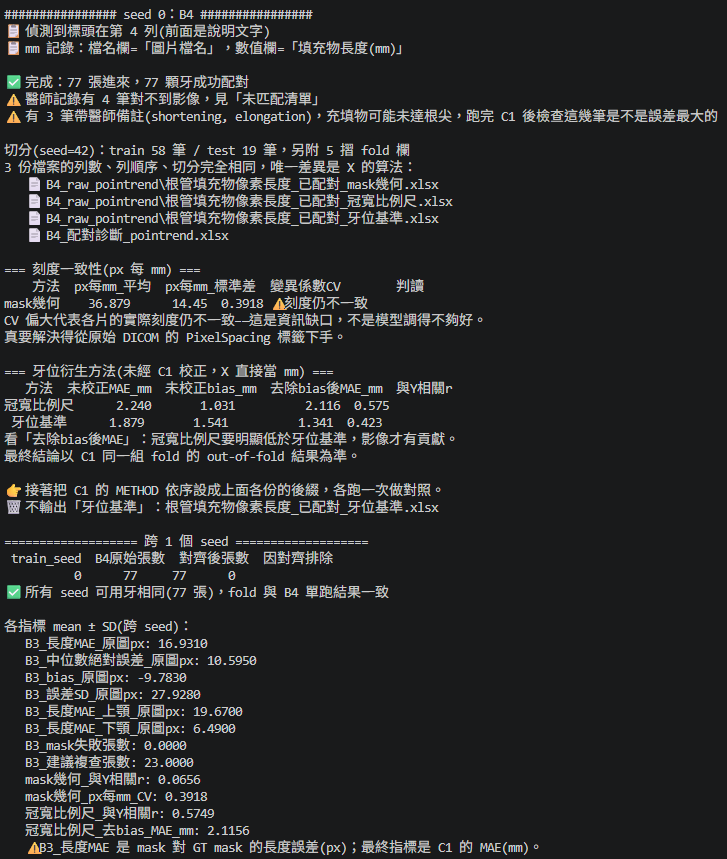 ################ seed 0：B4 ################
📋 偵測到標頭在第 4 列(前面是說明文字)
📋 mm 記錄：檔名欄=「圖片檔名」，數值欄=「填充物長度(mm)」
✅ 完成：77 張進來，77 顆牙成功配對
⚠️ 醫師記錄有 4 筆對不到影像，見「未匹配清單」
⚠️ 有 3 筆帶醫師備註(shortening, elongation)，充填物可能未達根尖，跑完 C1 後檢查這幾筆是不是誤差最大的
切分(seed=42)：train 58 筆 / test 19 筆，另附 5 摺 fold 欄
3 份檔案的列數、列順序、切分完全相同，唯一差異是 X 的算法：
📄 B4_raw_pointrend\根管填充物像素長度_已配對_mask幾何.xlsx
📄 B4_raw_pointrend\根管填充物像素長度_已配對_冠寬比例尺.xlsx
📄 B4_raw_pointrend\根管填充物像素長度_已配對_牙位基準.xlsx
📄 B4_配對診斷_pointrend.xlsx
=== 刻度一致性(px 每 mm) ===
方法 px每mm_平均 px每mm_標準差 變異係數CV 判讀
mask幾何 36.879 14.45 0.3918 ⚠️刻度仍不一致
CV 偏大代表各片的實際刻度仍不一致——這是資訊缺口，不是模型調得不夠好。
真要解決得從原始 DICOM 的 PixelSpacing 標籤下手。
=== 牙位衍生方法(未經 C1 校正，X 直接當 mm) ===
方法 未校正MAE_mm 未校正bias_mm 去除bias後MAE_mm 與Y相關r
冠寬比例尺 2.240 1.031 2.116 0.575
牙位基準 1.879 1.541 1.341 0.423
看「去除bias後MAE」：冠寬比例尺要明顯低於牙位基準，影像才有貢獻。
最終結論以 C1 同一組 fold 的 out-of-fold 結果為準。
👉 接著把 C1 的 METHOD 依序設成上面各份的後綴，各跑一次做對照。
🗑️ 不輸出「牙位基準」：根管填充物像素長度_已配對_牙位基準.xlsx
=================== 跨 1 個 seed ===================
train_seed B4原始張數 對齊後張數 因對齊排除
0 77 77 0
✅ 所有 seed 可用牙相同(77 張)，fold 與 B4 單跑結果一致
各指標 mean ± SD(跨 seed)：
B3_長度MAE_原圖px: 16.9310
B3_中位數絕對誤差_原圖px: 10.5950
B3_bias_原圖px: -9.7830
B3_誤差SD_原圖px: 27.9280
B3_長度MAE_上顎_原圖px: 19.6700
B3_長度MAE_下顎_原圖px: 6.4900
B3_mask失敗張數: 0.0000
B3_建議複查張數: 23.0000
mask幾何_與Y相關r: 0.0656
mask幾何_px每mm_CV: 0.3918
冠寬比例尺_與Y相關r: 0.5749
冠寬比例尺_去bias_MAE_mm: 2.1156
⚠️B3_長度MAE 是 mask 對 GT mask 的長度誤差(px)；最終指標是 C1 的 MAE(mm)。